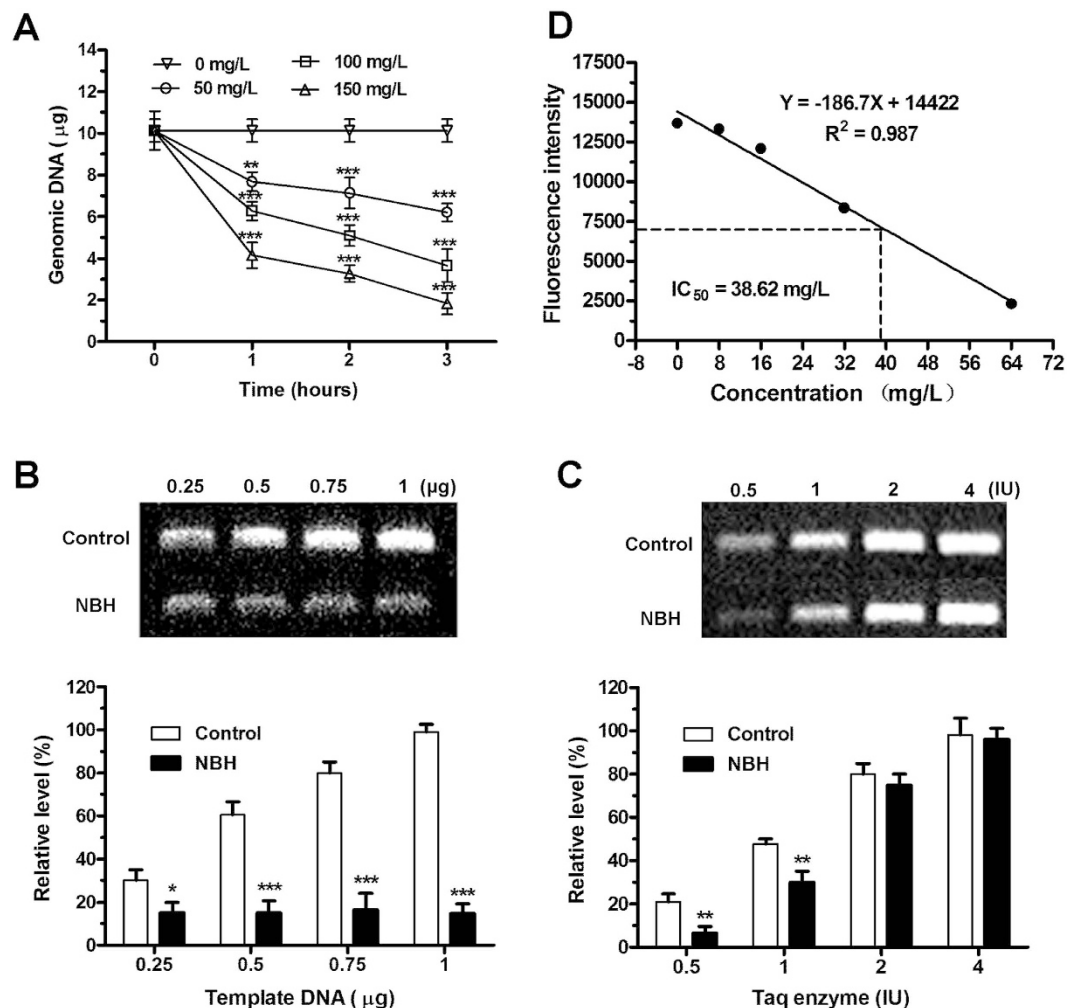 A
14
12
10
8
6
4
2
0
Genomic DNA ( μg)
0 mg/L
50 mg/L
100 mg/L
150 mg/L
**
***
***
***
***
***
***
***
***
0 1 2 3
Time (hours)
D
17500
15000
12500
10000
7500
5000
2500
0
Fluorescence intensity
Y = -186.7X + 14422
R² = 0.987
IC₅₀ = 38.62 mg/L
-8 0 8 16 24 32 40 48 56 64 72
Concentration （mg/L）
B
0.25 0.5 0.75 1 (μg)
Control
NBH
120
100
80
60
40
20
0
Relative level (%)
Control
NBH
* *** *** ***
0.25 0.5 0.75 1
Template DNA ( μg)
C
0.5 1 2 4 (IU)
Control
NBH
120
100
80
60
40
20
0
Relative level (%)
Control
NBH
** **
0.5 1 2 4
Taq enzyme (IU)